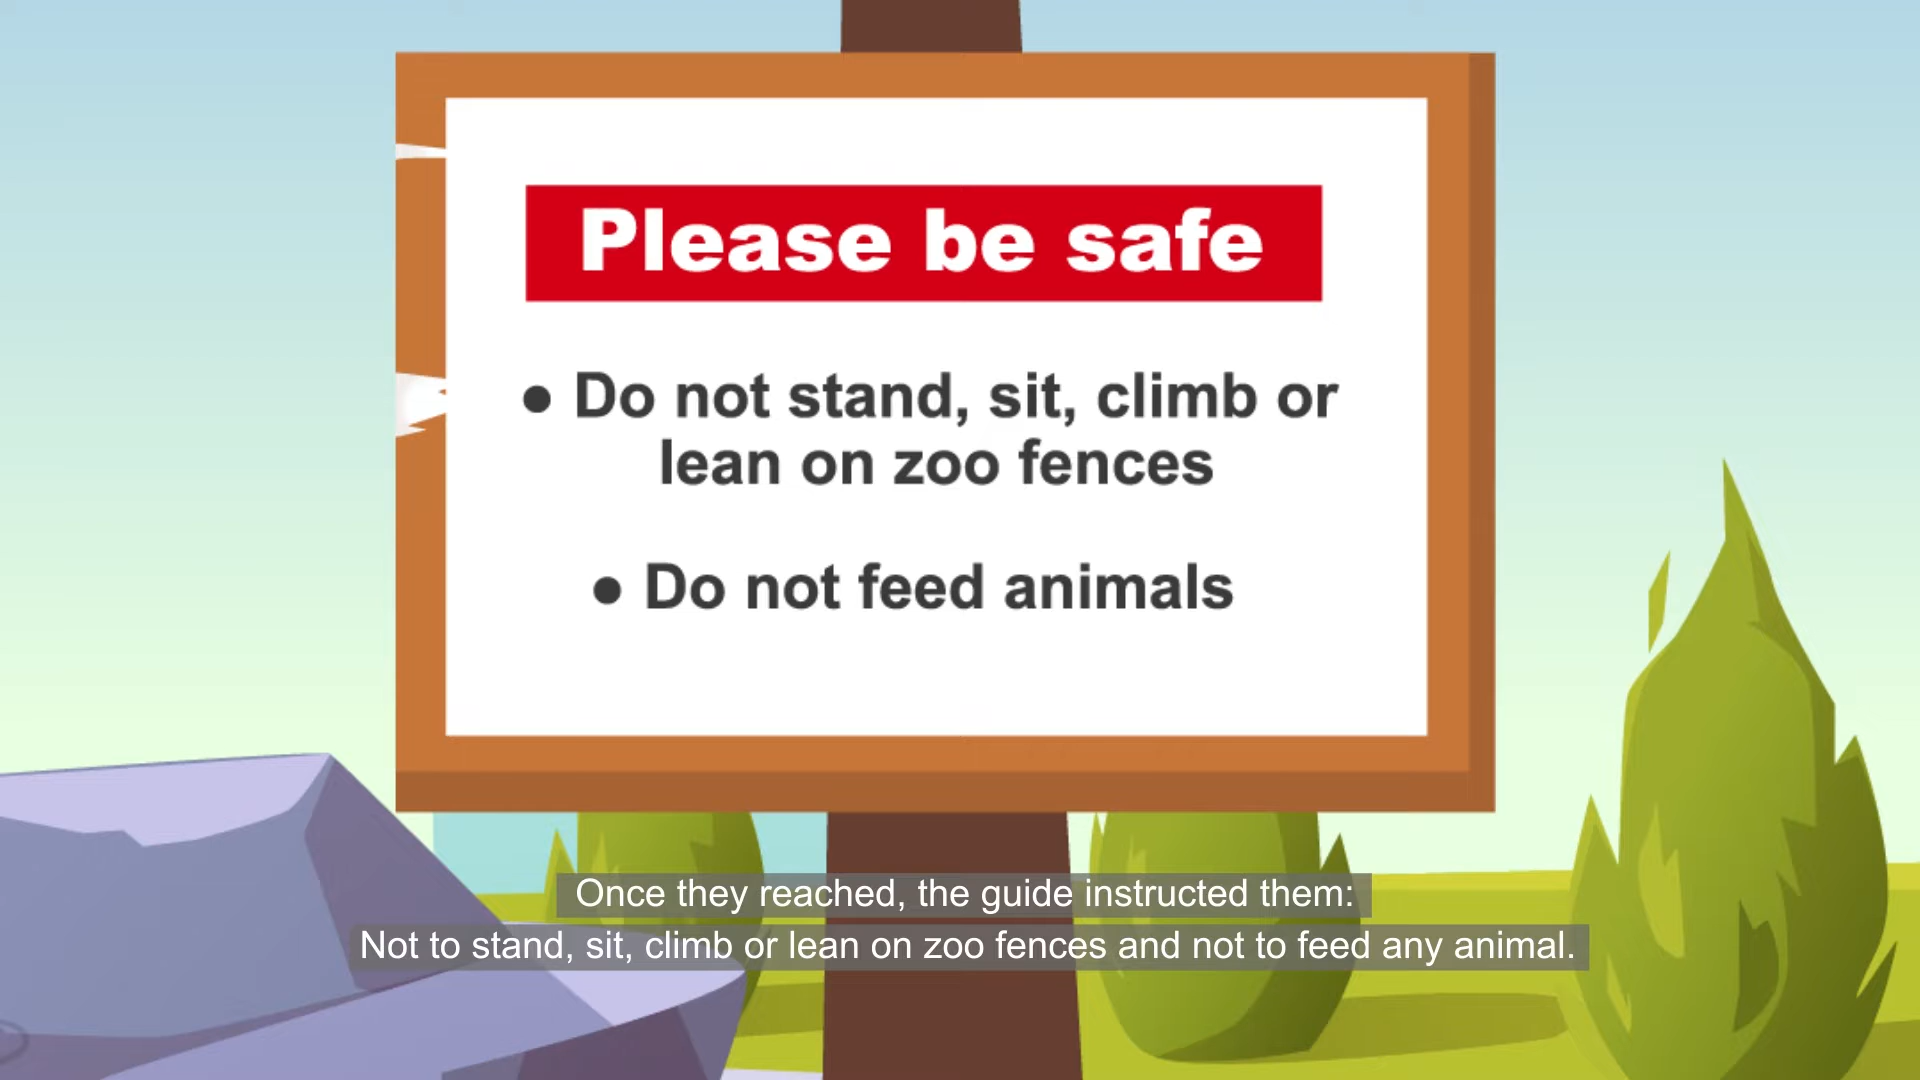 Please be safe
● Do not stand, sit, climb or
lean on zoo fences
● Do not feed animals
Once they reached, the guide instructed them:
Not to stand, sit, climb or lean on zoo fences and not to feed any animal.